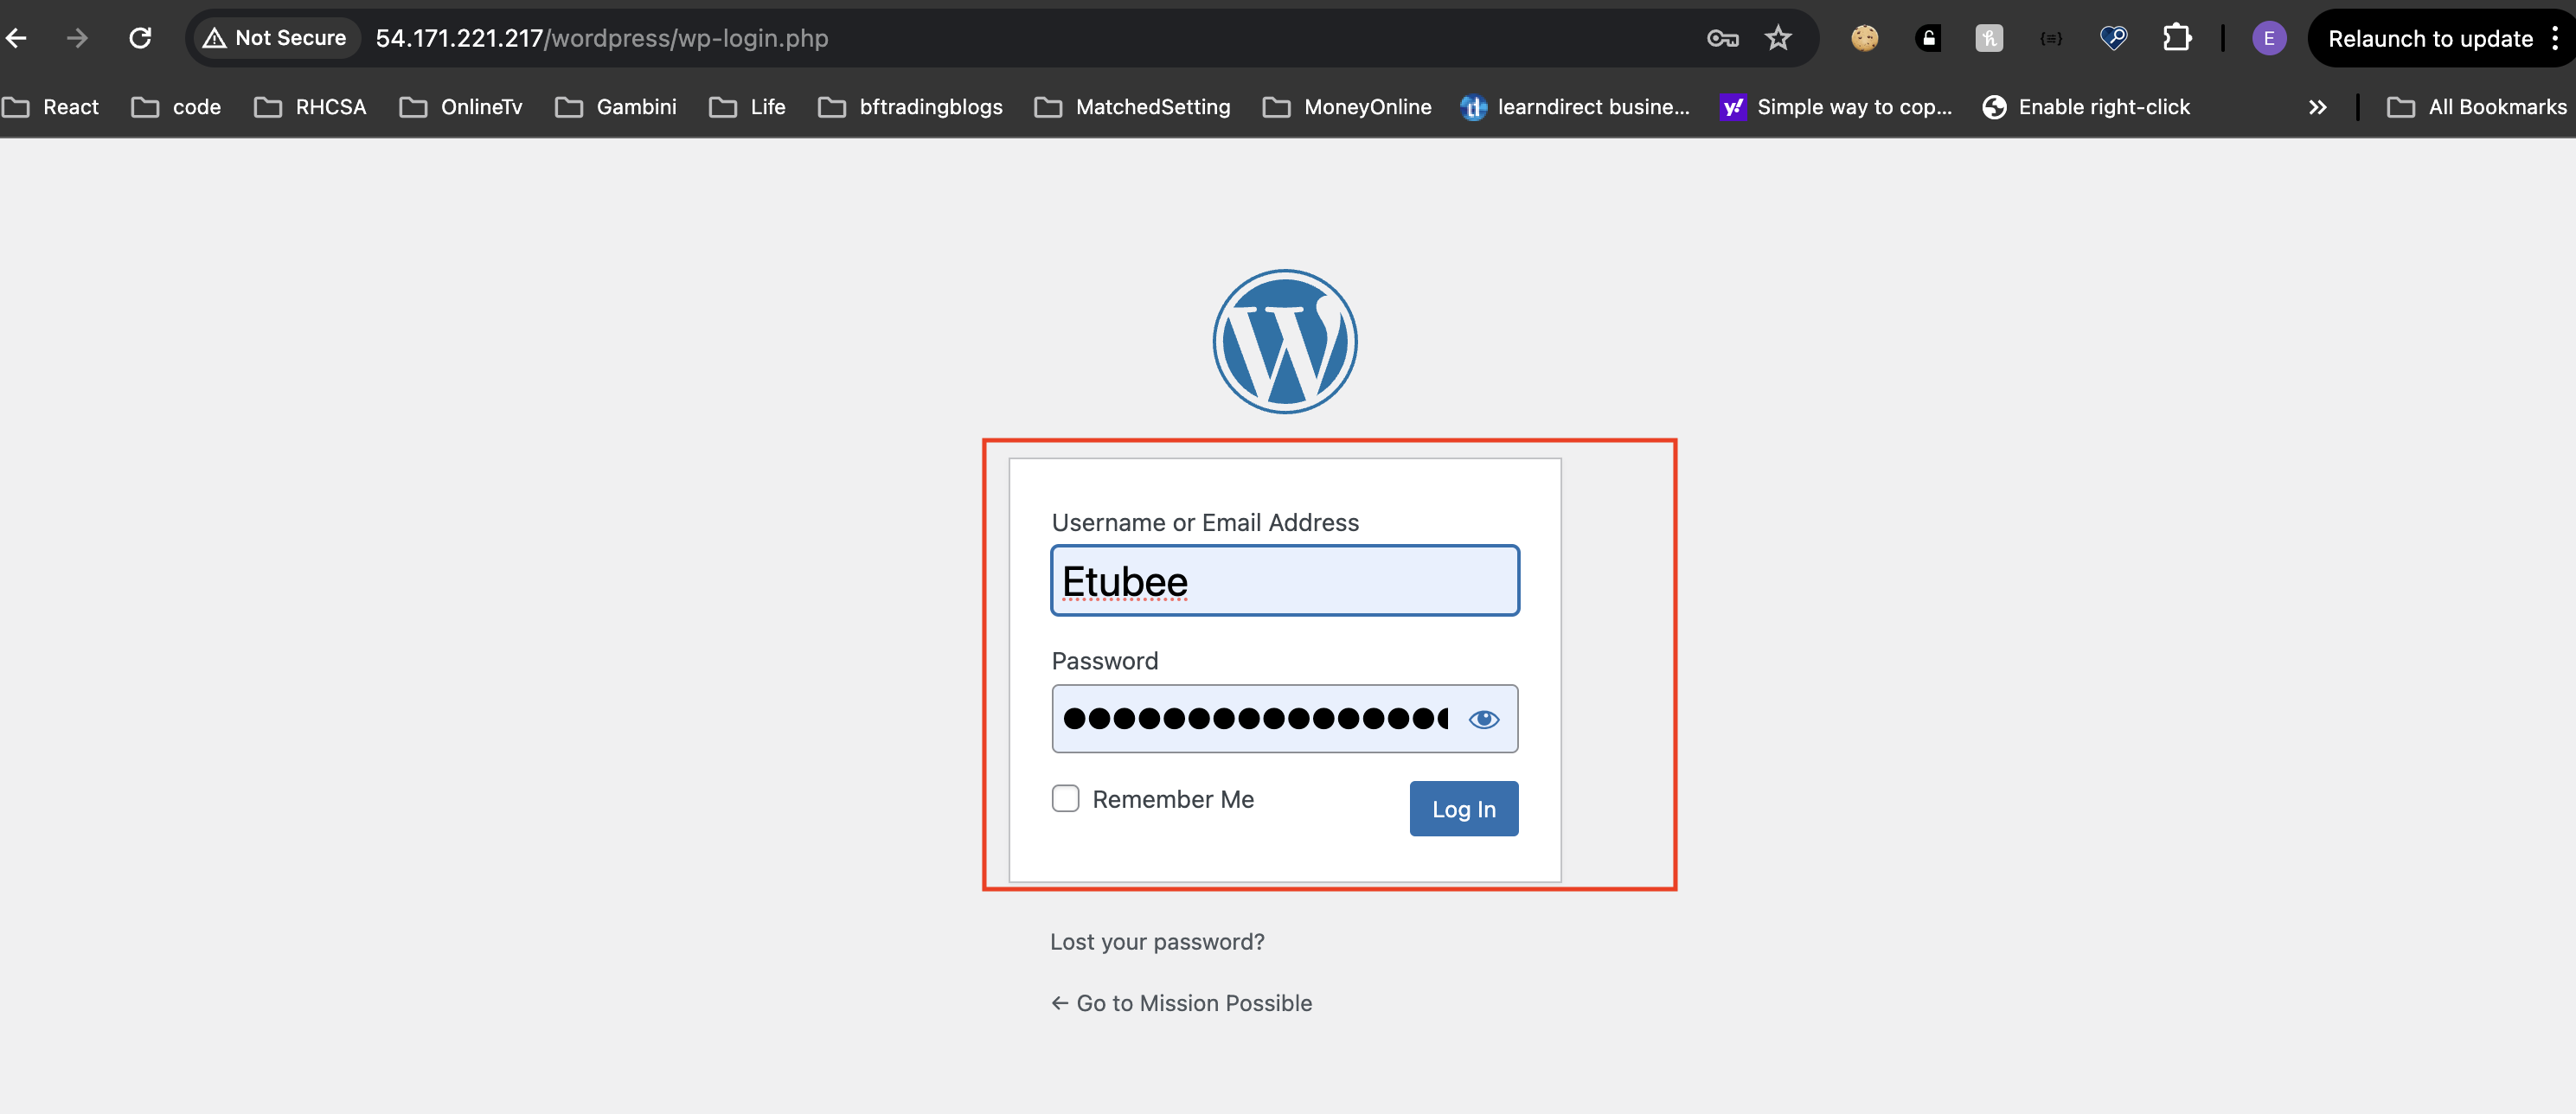 Not Secure 54.171.221.217/wordpress/wp-login.php E Relaunch to update
React code RHCSA OnlineTv Gambini Life bftradingblogs MatchedSetting MoneyOnline learndirect busine... Simple way to cop... Enable right-click All Bookmarks
Username or Email Address
Etubee
Password
Remember Me
Log In
Lost your password?
← Go to Mission Possible